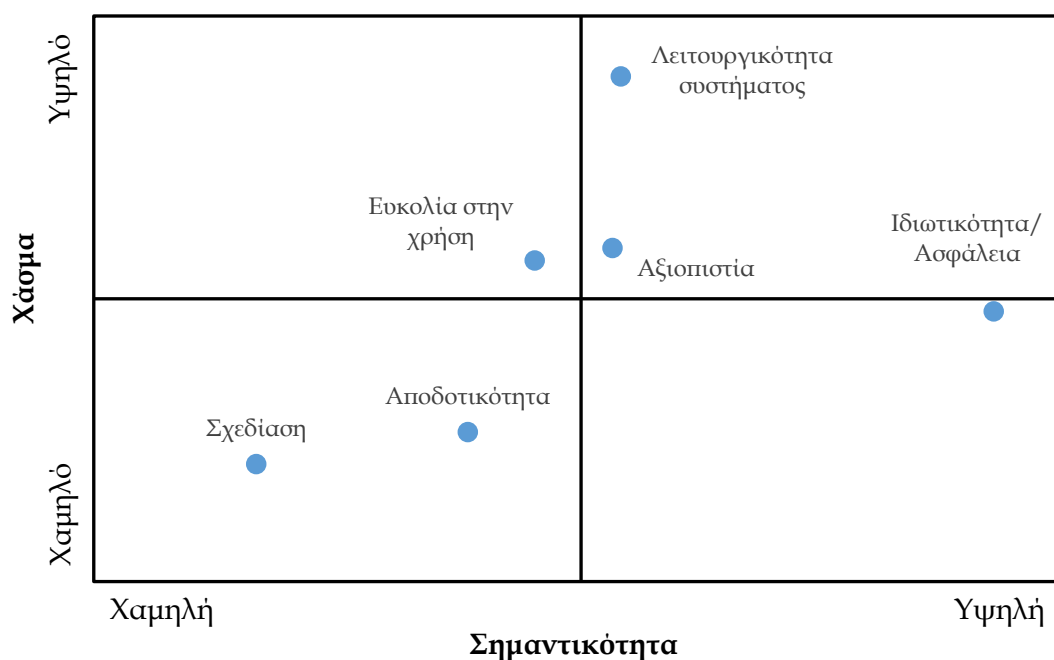 Υψηλό
Λειτουργικότητα
συστήματος
Ευκολία στην
χρήση
Ιδιωτικότητα/
Ασφάλεια
Αξιοπιστία
Χάσμα
Αποδοτικότητα
Σχεδίαση
Χαμηλό
Χαμηλή
Υψηλή
Σημαντικότητα